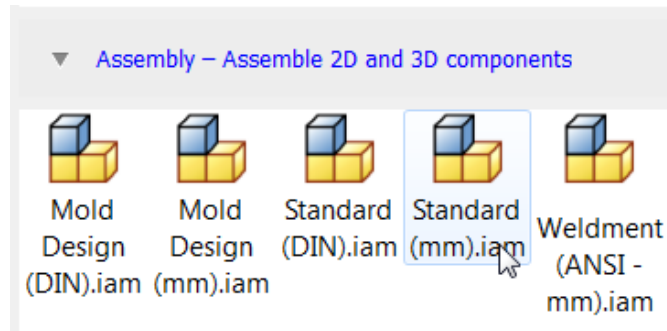 Assembly – Assemble 2D and 3D components
Mold
Design
(DIN).iam
Mold
Design
(mm).iam
Standard
(DIN).iam
Standard
(mm).iam
Weldment
(ANSI -
mm).iam